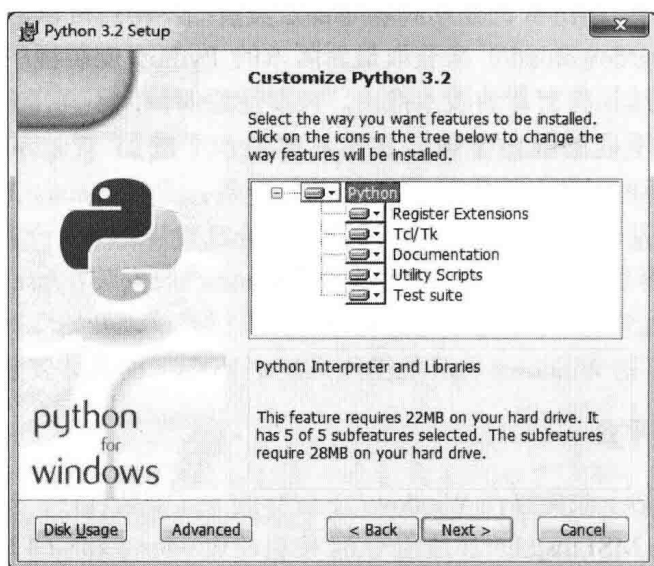 Python 3.2 Setup
Customize Python 3.2
Select the way you want features to be installed.
Click on the icons in the tree below to change the
way features will be installed.
Python
Register Extensions
Tcl/Tk
Documentation
Utility Scripts
Test suite
Python Interpreter and Libraries
This feature requires 22MB on your hard drive. It
has 5 of 5 subfeatures selected. The subfeatures
require 28MB on your hard drive.
python
for
windows
Disk Usage
Advanced
< Back
Next >
Cancel